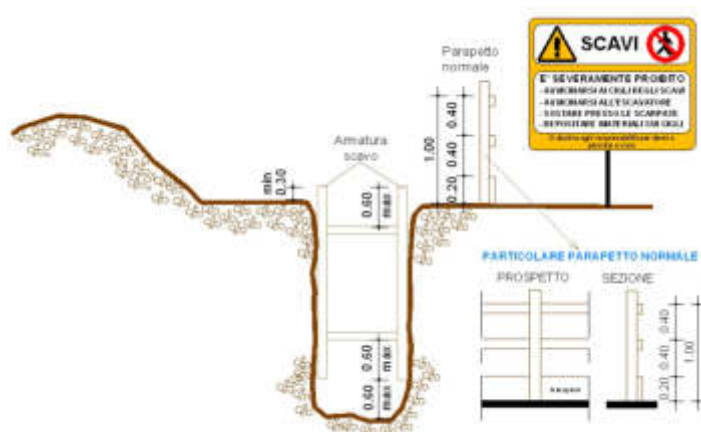 SCAVI
E' SEVERAMENTE PROIBITO
- AVVICINARSI AI CIGLI DEGLI SCAVI
- AVVICINARSI ALL'ESCAVATORE
- SOSTARE PRESSO LE SCARPATE
- DEPOSITARE MATERIALI SUI CIGLI
Parapetto
normale
0.40
1.00
0.40
0.20
Armatura
scavo
min
0.30
0.60
max
PARTICOLARE PARAPETTO NORMALE
PROSPETTO
SEZIONE
0.40
0.40
1.00
0.20
0.60
max
0.60
max